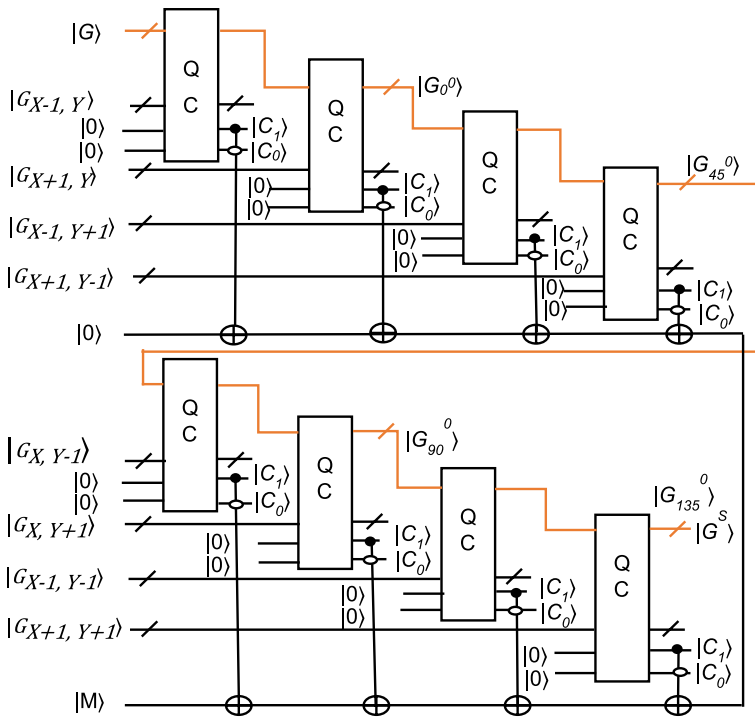 |G⟩
Q
C
|G_{X-1, Y}⟩
|0⟩
|0⟩
|C_1⟩
|C_0⟩
Q
C
|G_0^0⟩
|G_{X+1, Y}⟩
|0⟩
|0⟩
|C_1⟩
|C_0⟩
Q
C
|G_{X-1, Y+1}⟩
|0⟩
|0⟩
|C_1⟩
|C_0⟩
Q
C
|G_{45}^0⟩
|G_{X+1, Y-1}⟩
|0⟩
|0⟩
|C_1⟩
|C_0⟩
|0⟩
Q
C
|G_{X, Y-1}⟩
|0⟩
|0⟩
|C_1⟩
|C_0⟩
Q
C
|G_{90}^0⟩
|G_{X, Y+1}⟩
|0⟩
|0⟩
|C_1⟩
|C_0⟩
Q
C
|G_{X-1, Y-1}⟩
|0⟩
|0⟩
|C_1⟩
|C_0⟩
Q
C
|G_{135}^0⟩
|G^S⟩
|G_{X+1, Y+1}⟩
|0⟩
|0⟩
|C_1⟩
|C_0⟩
|M⟩